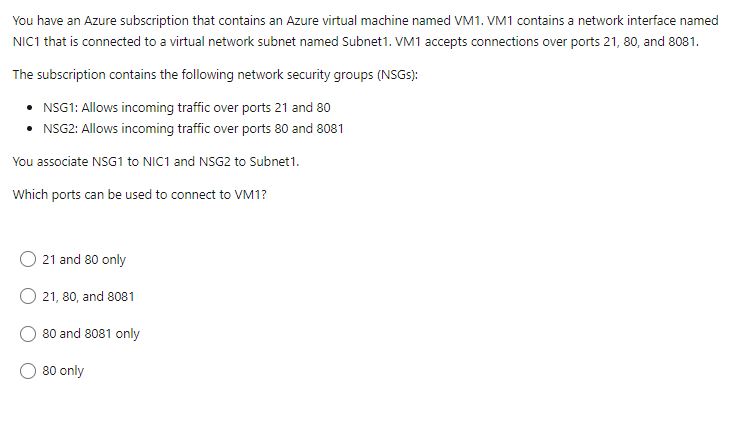 You have an Azure subscription that contains an Azure virtual machine named VM1. VM1 contains a network interface named
NIC1 that is connected to a virtual network subnet named Subnet1. VM1 accepts connections over ports 21, 80, and 8081.
The subscription contains the following network security groups (NSGs):
• NSG1: Allows incoming traffic over ports 21 and 80
• NSG2: Allows incoming traffic over ports 80 and 8081
You associate NSG1 to NIC1 and NSG2 to Subnet1.
Which ports can be used to connect to VM1?
21 and 80 only
21, 80, and 8081
80 and 8081 only
80 only